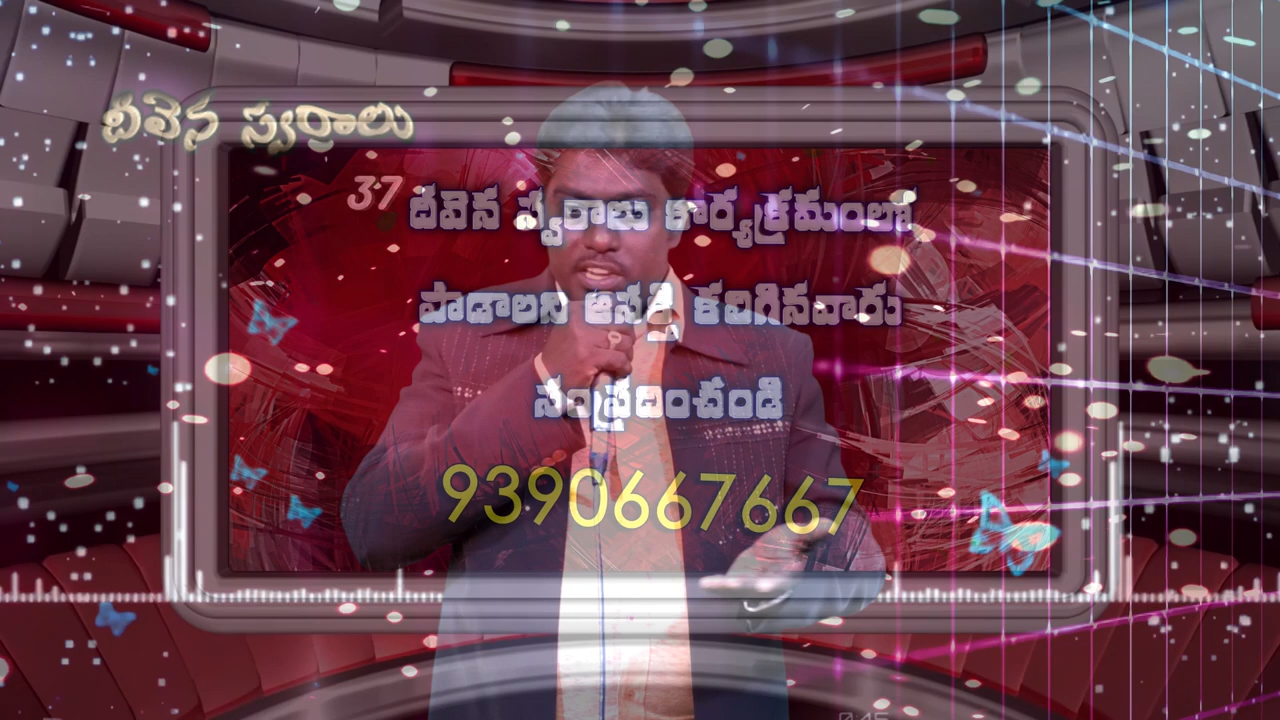 దీవెన స్వరాలు
37
దీవెన స్వరాలు కార్యక్రమంలో
పాడాలని ఆసక్తి కలిగినవారు
సంప్రదించండి
9390667667